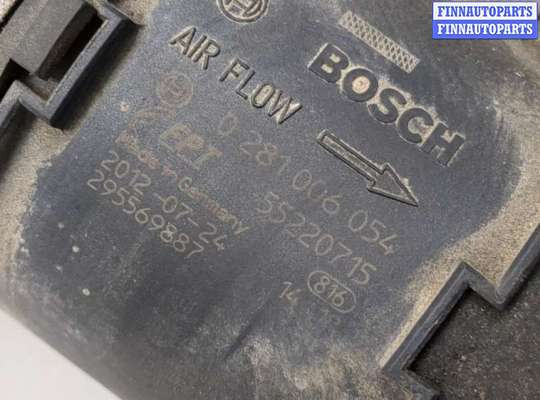 FINNAUTOPARTS
FINNAUTOPARTS
BOSCH
AIR FLOW
0 281 006 054
EPT 55220715
Made in Germany
2012-07-24
295569887
816
14